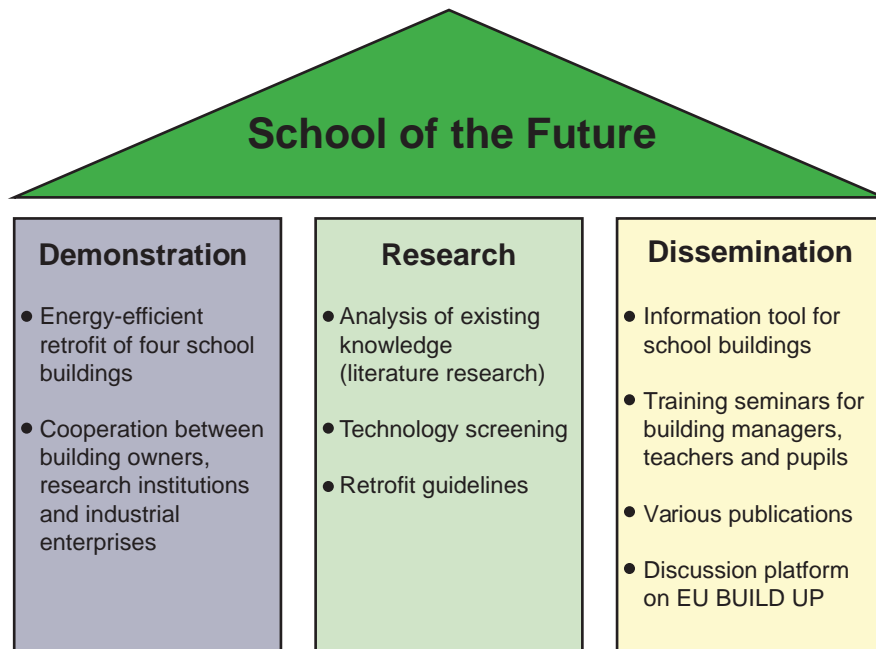 School of the Future
Demonstration
● Energy-efficient
retrofit of four school
buildings
● Cooperation between
building owners,
research institutions
and industrial
enterprises
Research
● Analysis of existing
knowledge
(literature research)
● Technology screening
● Retrofit guidelines
Dissemination
● Information tool for
school buildings
● Training seminars for
building managers,
teachers and pupils
● Various publications
● Discussion platform
on EU BUILD UP